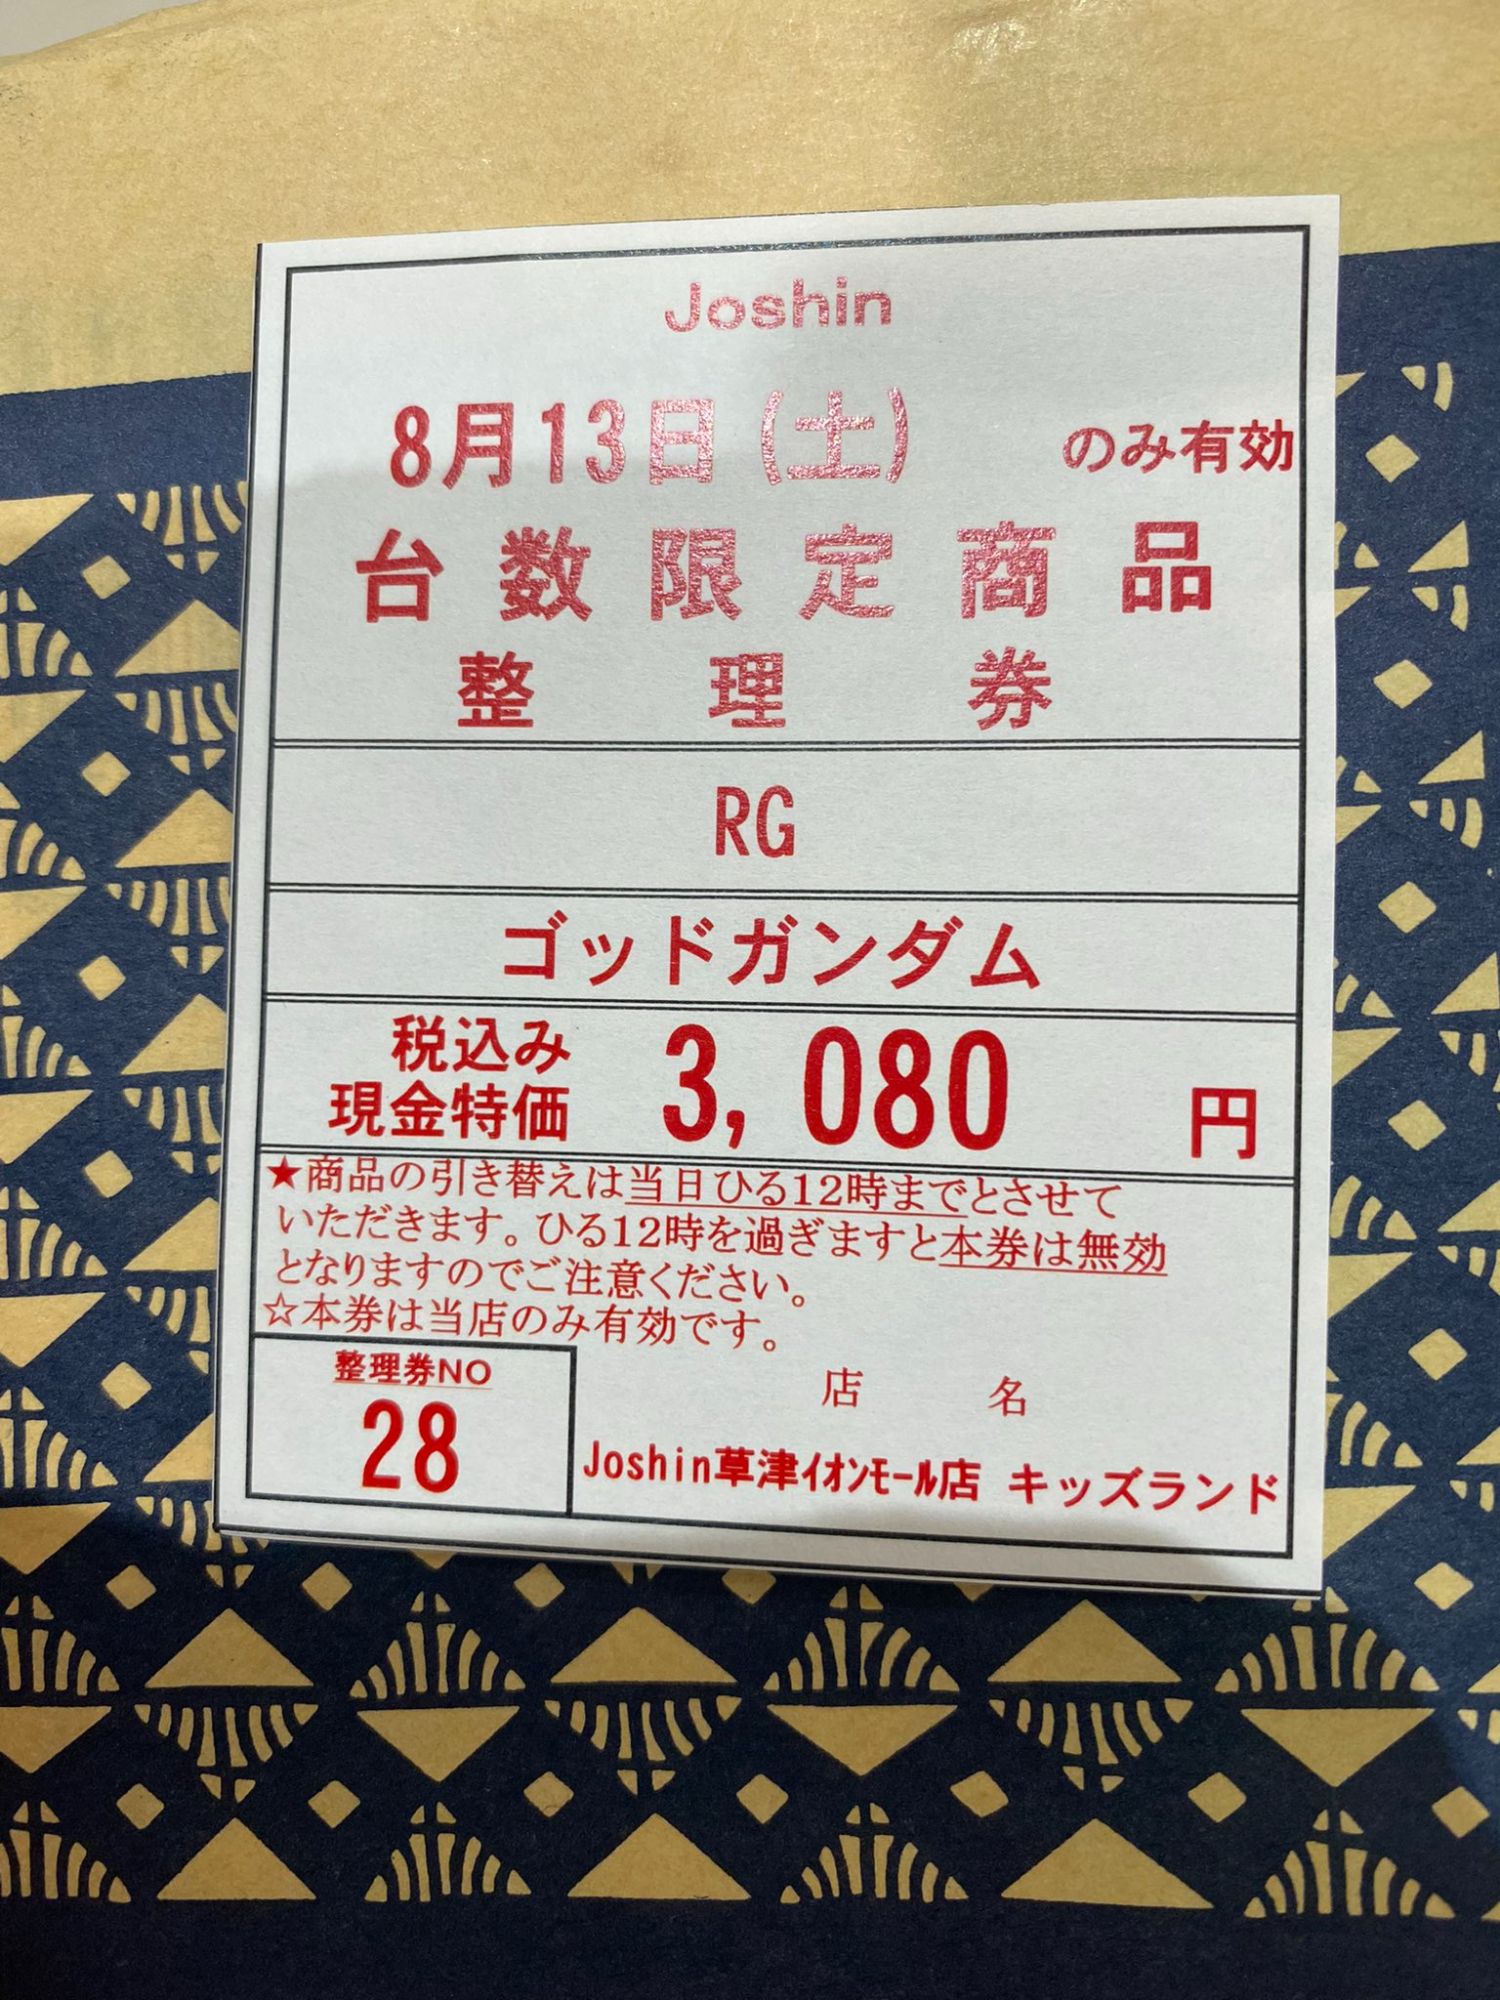 Joshin
8月13日(土) のみ有効
台数限定商品
整理券
RG
ゴッドガンダム
税込み
現金特価 3,080 円
★商品の引き替えは当日ひる12時までとさせて
いただきます。ひる12時を過ぎますと本券は無効
となりますのでご注意ください。
☆本券は当店のみ有効です。
整理券NO
28
店 名
Joshin草津ｲｵﾝﾓｰﾙ店 キッズランド